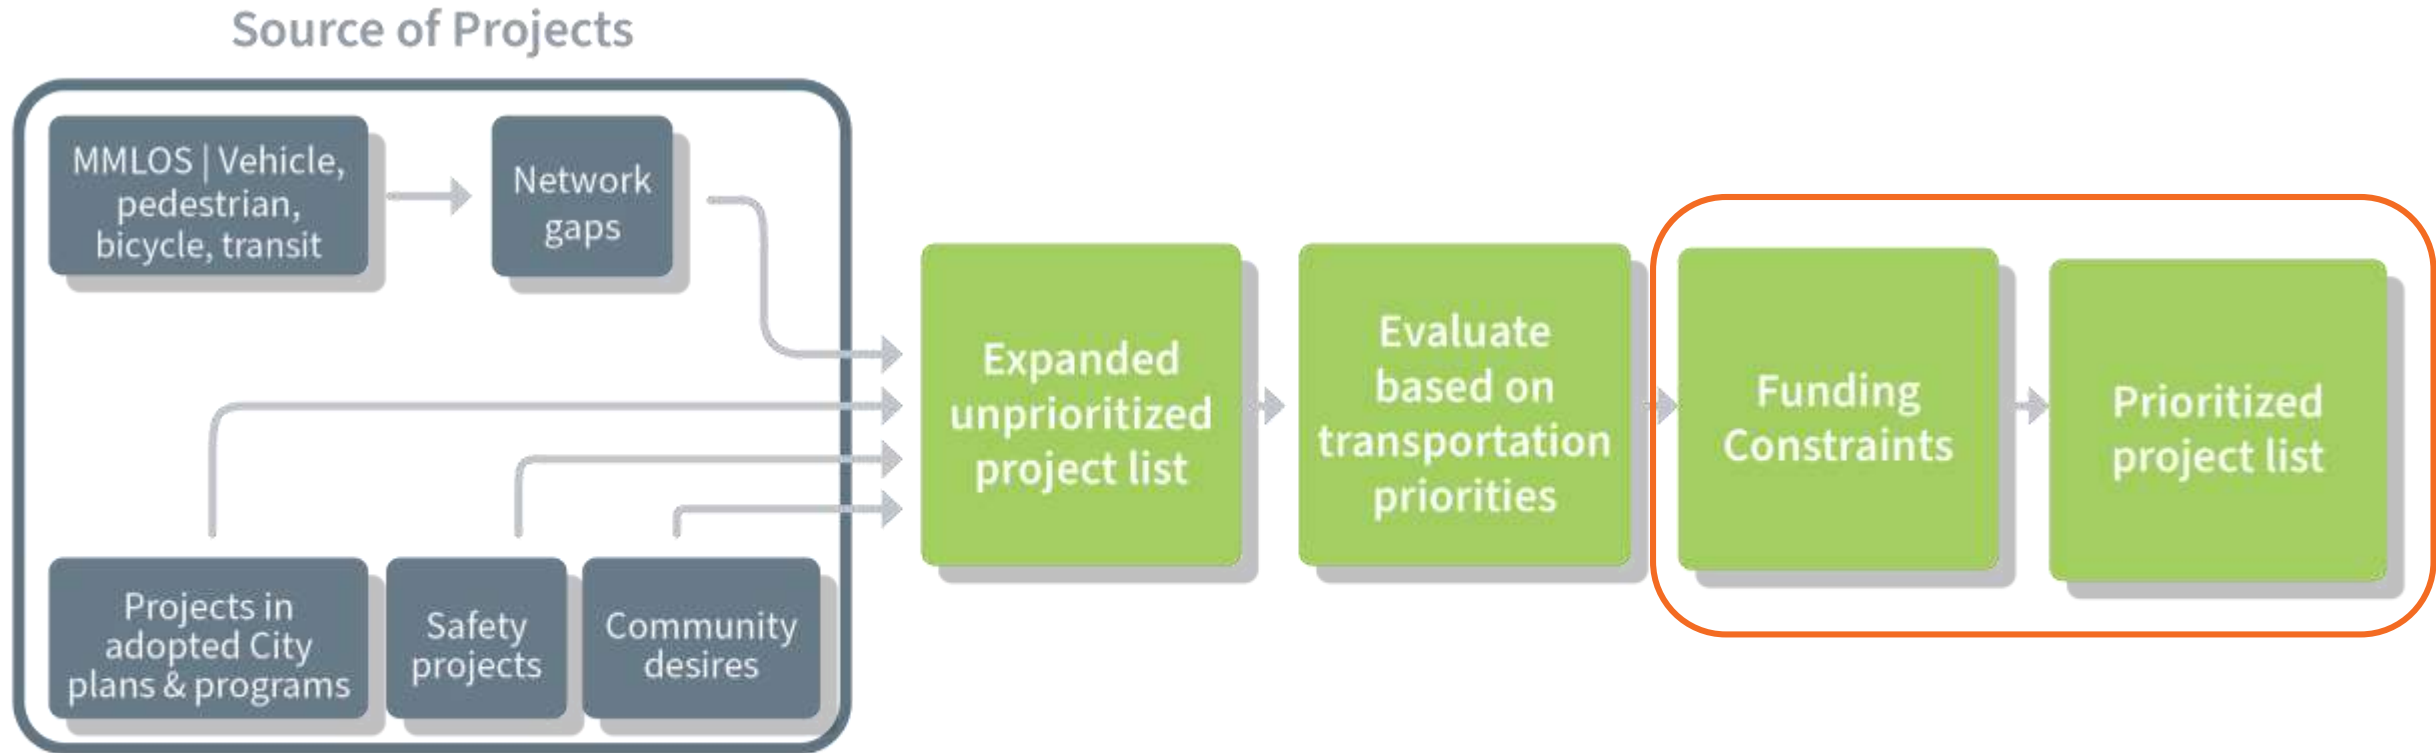 Source of Projects
MMLOS | Vehicle,
pedestrian,
bicycle, transit
Network
gaps
Projects in
adopted City
plans & programs
Safety
projects
Community
desires
Expanded
unprioritized
project list
Evaluate
based on
transportation
priorities
Funding
Constraints
Prioritized
project list